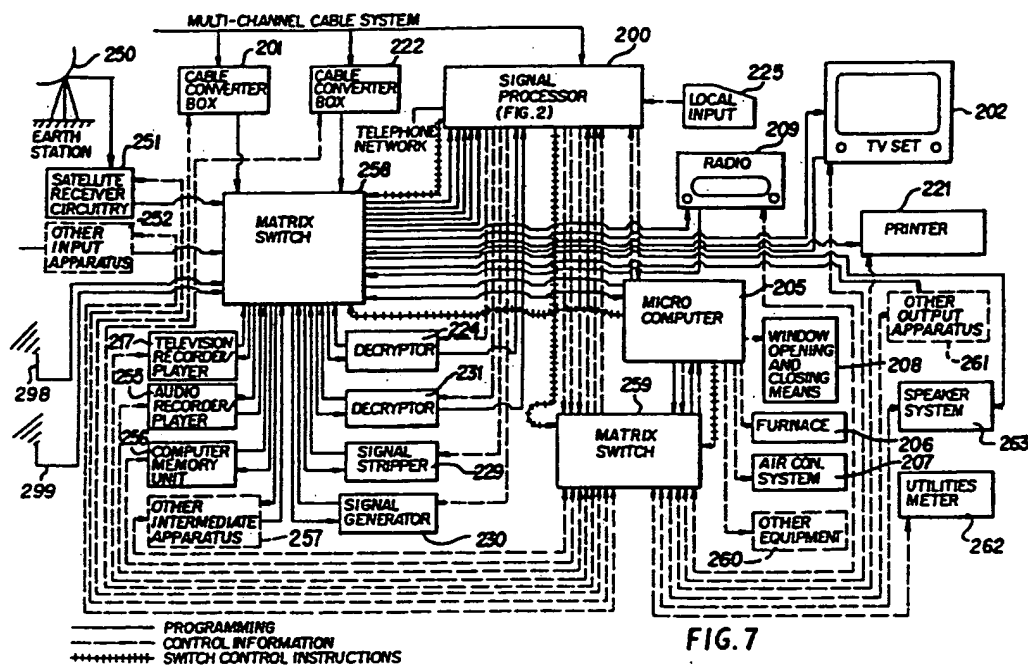 MULTI-CHANNEL CABLE SYSTEM
250
201
CABLE
CONVERTER
BOX
222
CABLE
CONVERTER
BOX
200
SIGNAL
PROCESSOR
(FIG.2)
225
LOCAL
INPUT
202
TV SET
EARTH
STATION
251
TELEPHONE
NETWORK
258
209
RADIO
SATELLITE
RECEIVER
CIRCUITRY
252
OTHER
INPUT
APPARATUS
MATRIX
SWITCH
221
PRINTER
MICRO
COMPUTER
205
OTHER
OUTPUT
APPARATUS
261
217
TELEVISION
RECORDER/
PLAYER
224
DECRYPTOR
WINDOW
OPENING
AND
CLOSING
MEANS
208
298
255
AUDIO
RECORDER/
PLAYER
231
DECRYPTOR
259
MATRIX
SWITCH
SPEAKER
SYSTEM
263
FURNACE
206
256
COMPUTER
MEMORY
UNIT
SIGNAL
STRIPPER
229
299
AIR CON.
SYSTEM
207
UTILITIES
METER
262
OTHER
INTERMEDIATE
APPARATUS
257
SIGNAL
GENERATOR
230
OTHER
EQUIPMENT
260
PROGRAMMING
CONTROL INFORMATION
SWITCH CONTROL INSTRUCTIONS
FIG. 7